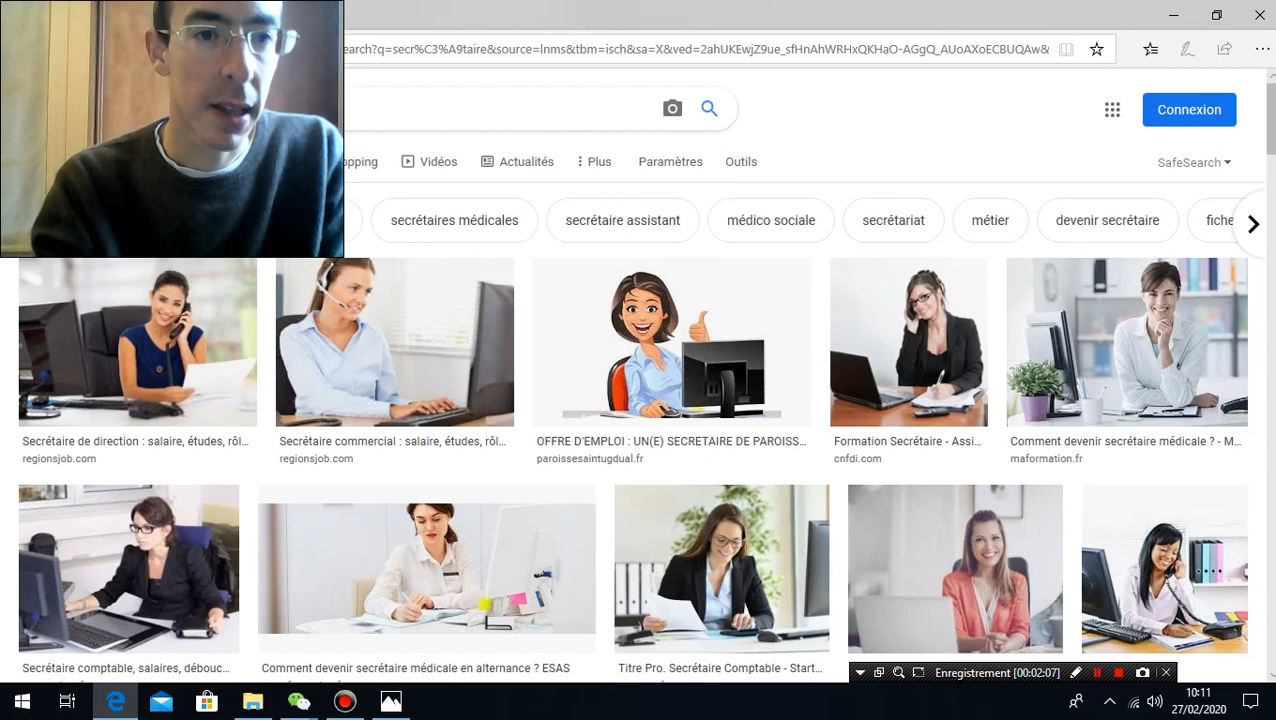 earch?q=secr%C3%A9taire&source=lnms&tbm=isch&sa=X&ved=2ahUKEwjZ9ue_sfHnAhWRHxQKHaO-AGgQ_AUoAXoECBUQAw&
Connexion
opping
Vidéos
Actualités
Plus
Paramètres
Outils
SafeSearch
secrétaires médicales
secrétaire assistant
médico sociale
secrétariat
métier
devenir secrétaire
fiche
Secrétaire de direction : salaire, études, rôl...
regionsjob.com
Secrétaire commercial : salaire, études, rôl...
regionsjob.com
OFFRE D'EMPLOI : UN(E) SECRETAIRE DE PAROISS...
paroissesaintugdual.fr
Formation Secrétaire - Assi...
cnfdi.com
Comment devenir secrétaire médicale ? - M...
maformation.fr
Secrétaire comptable, salaires, débouc...
Comment devenir secrétaire médicale en alternance ? ESAS
Titre Pro. Secrétaire Comptable - Start...
Enregistrement [00:02:07]
10:11
27/02/2020